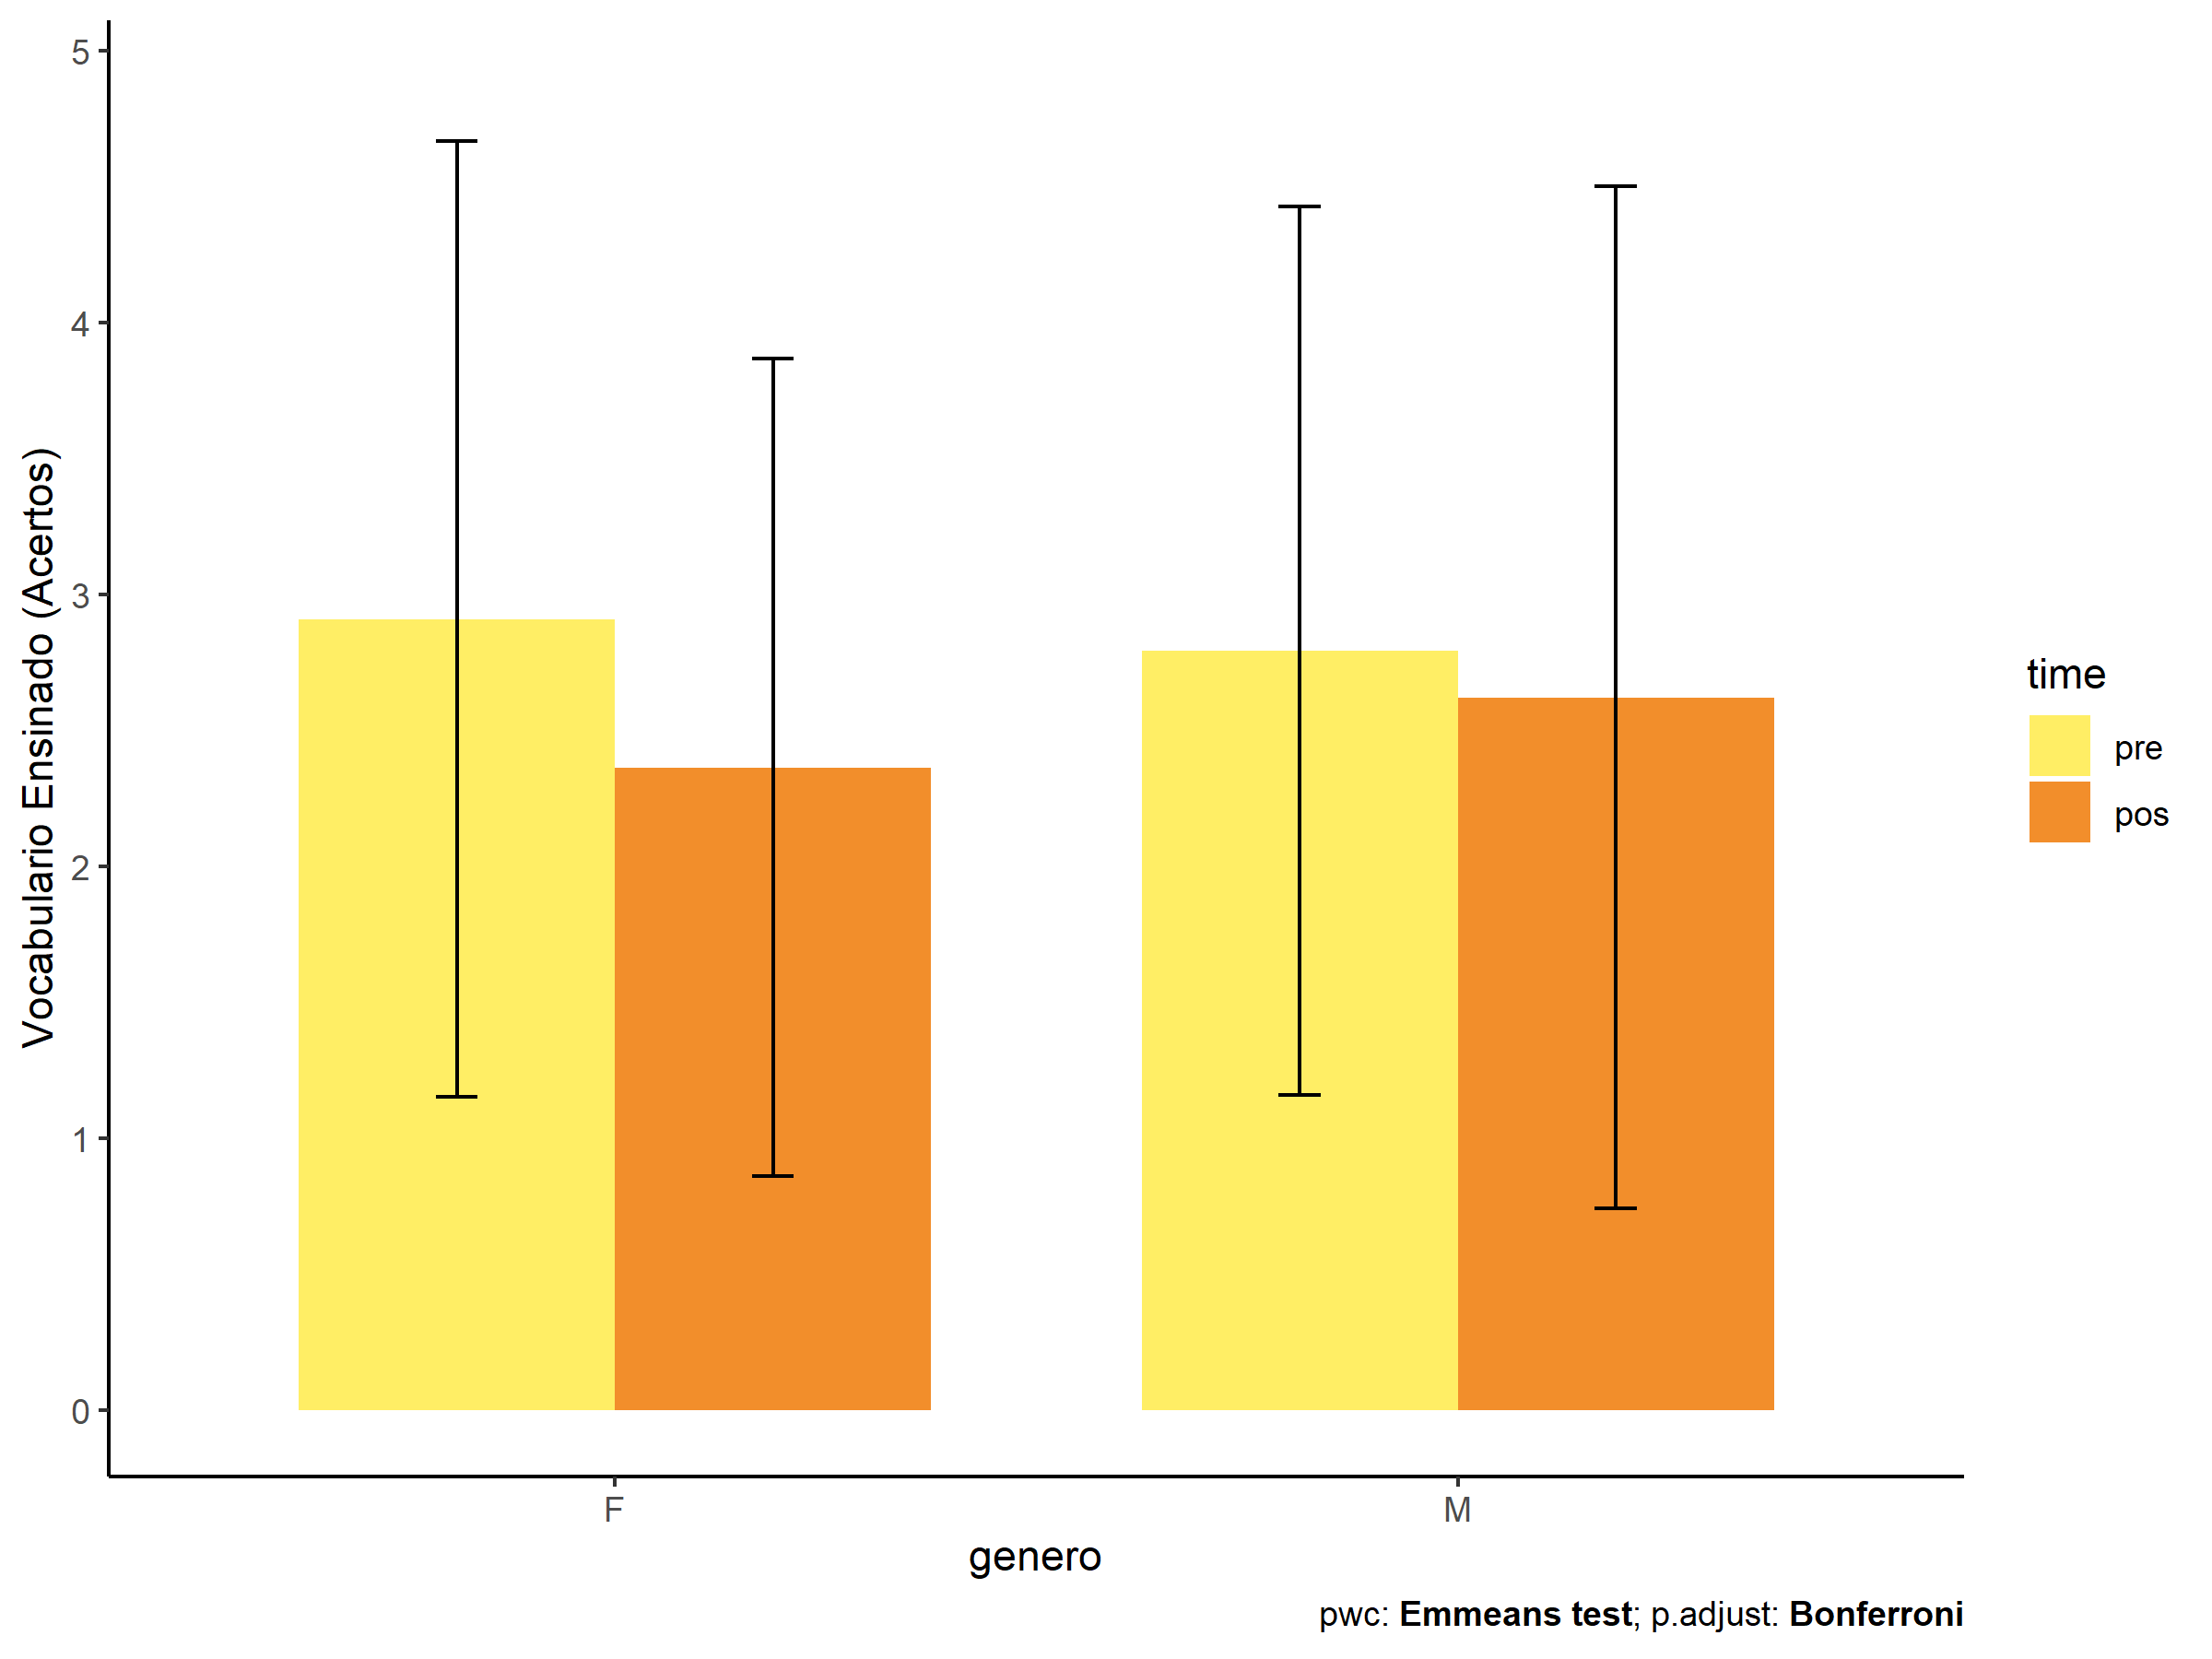 5
4
3
2
1
0
Vocabulario Ensinado (Acertos)
F
M
genero
time
pre
pos
pwc: Emmeans test; p.adjust: Bonferroni